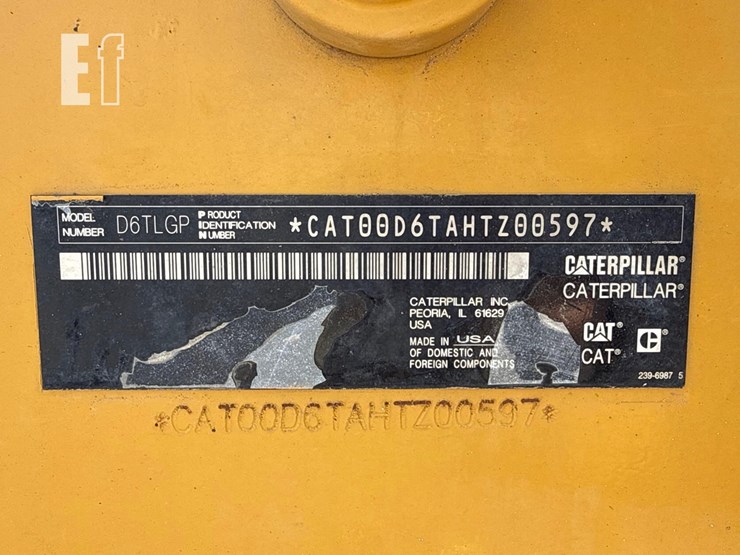 Ef
MODEL NUMBER D6TLGP PRODUCT IDENTIFICATION NUMBER *CAT00D6TAHTZ00597*
CATERPILLAR®
CATERPILLAR®
CATERPILLAR INC
PEORIA, IL 61629
USA
MADE IN USA
OF DOMESTIC AND
FOREIGN COMPONENTS
CAT®
CAT®
C®
239-6987 5
*CAT00D6TAHTZ00597*